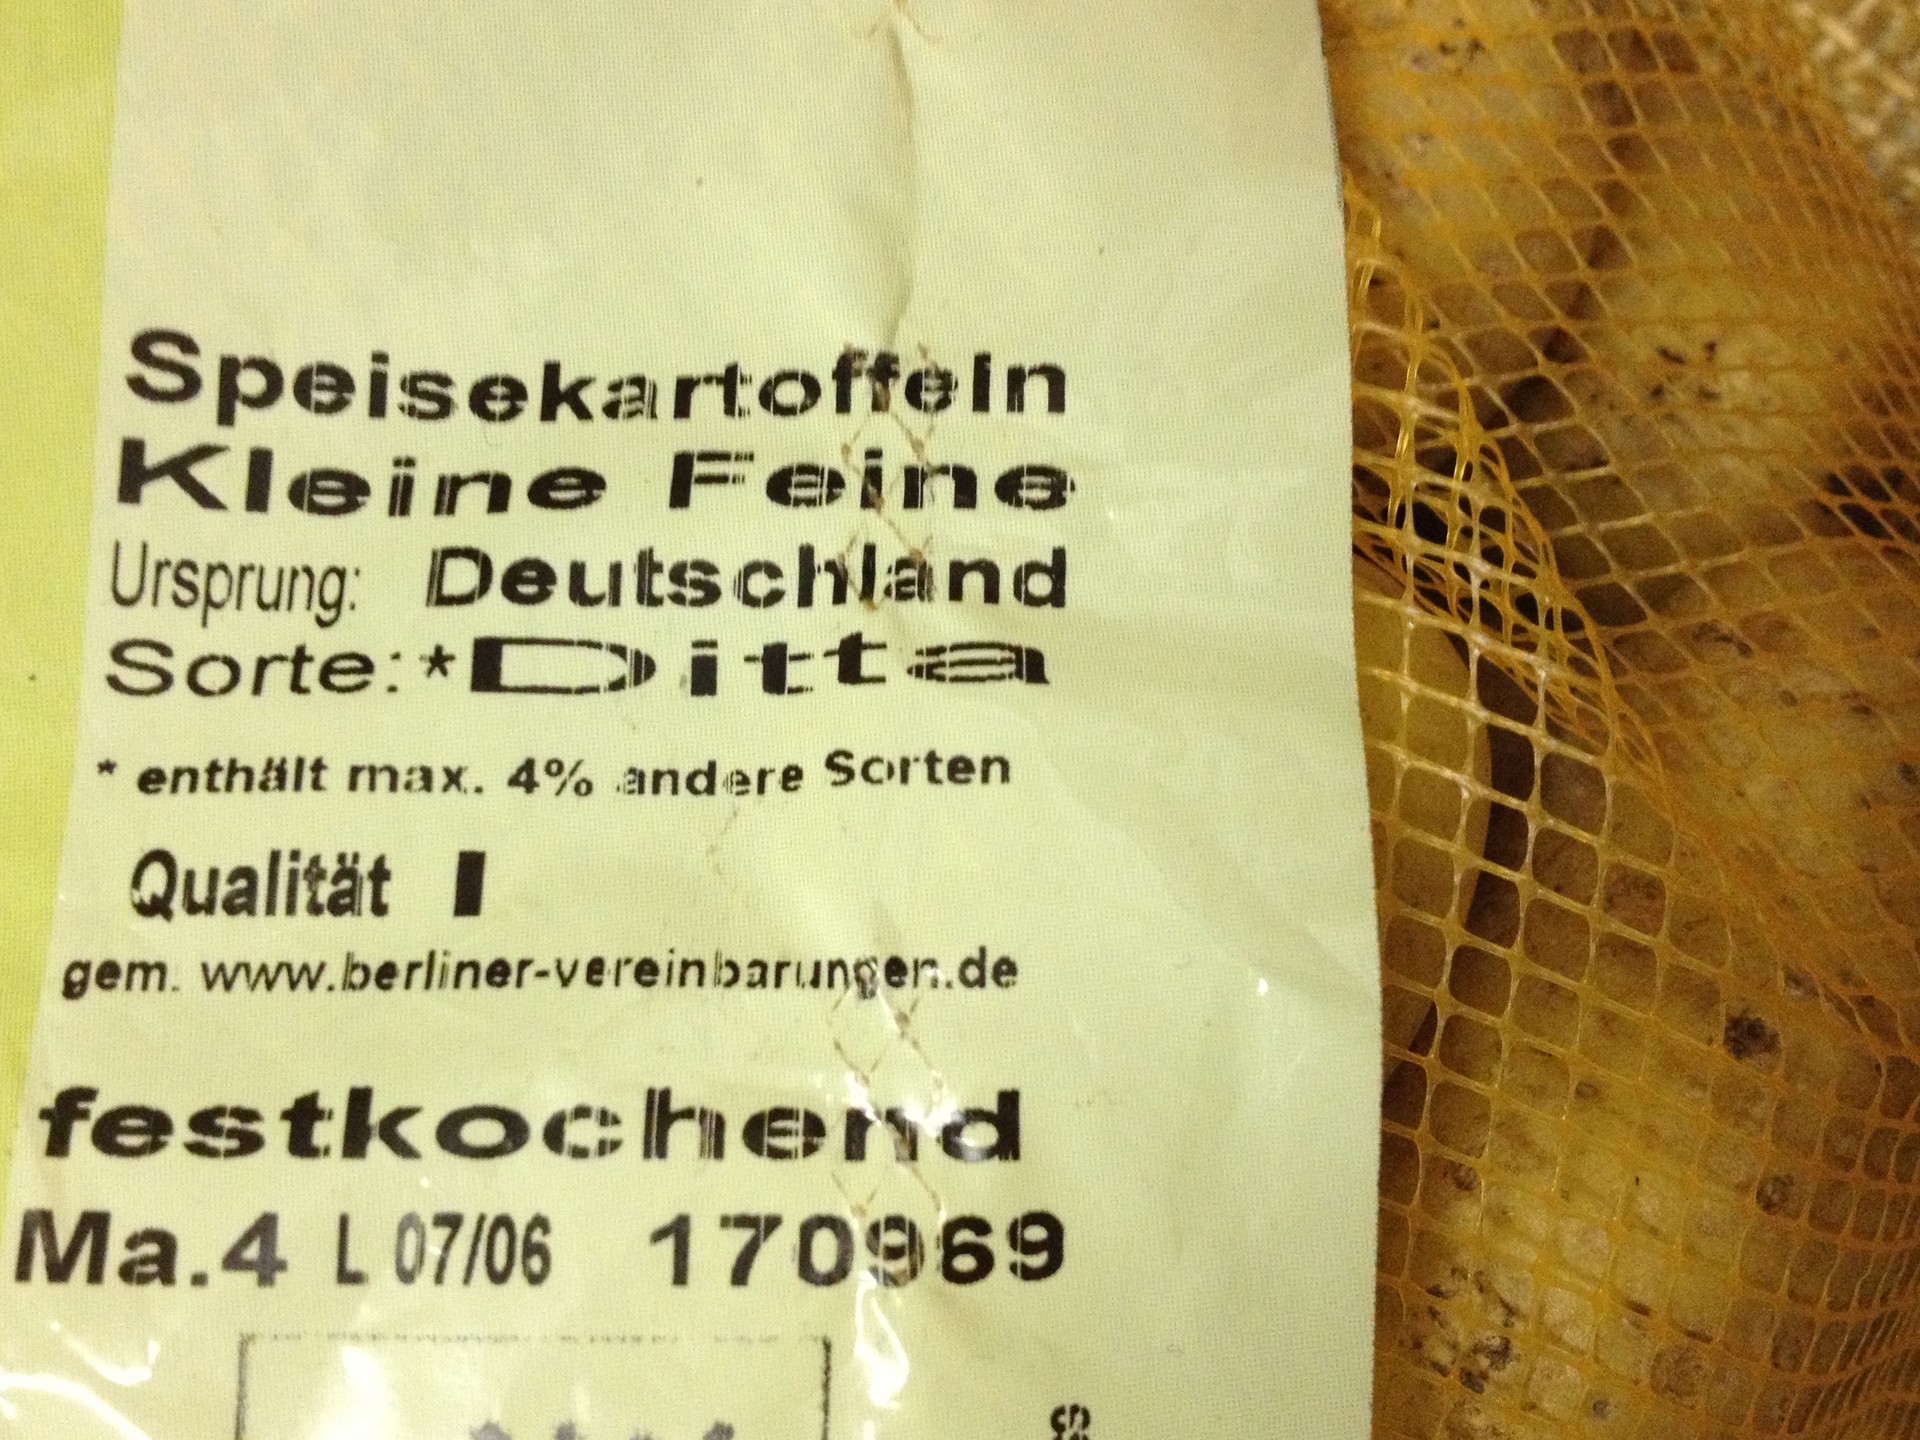 Speisekartoffeln
Kleine Feine
Ursprung: Deutschland
Sorte:*Ditta
* enthält max. 4% andere Sorten
Qualität I
gem. www.berliner-vereinbarungen.de
festkochend
Ma.4 L 07/06 170969